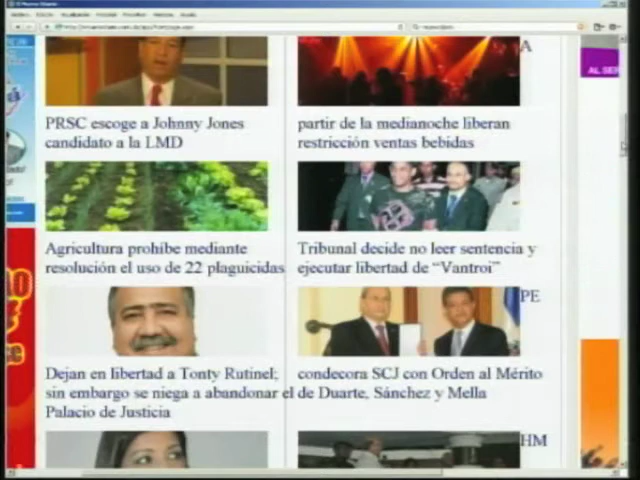 A
AL SER
PRSC escoge a Johnny Jones
candidato a la LMD
partir de la medianoche liberan
restricción ventas bebidas
Agricultura prohíbe mediante
resolución el uso de 22 plaguicidas
Tribunal decide no leer sentencia y
ejecutar libertad de “Vantroi”
PE
Dejan en libertad a Tonty Rutinel;
sin embargo se niega a abandonar el
Palacio de Justicia
condecora SCJ con Orden al Mérito
de Duarte, Sánchez y Mella
HM